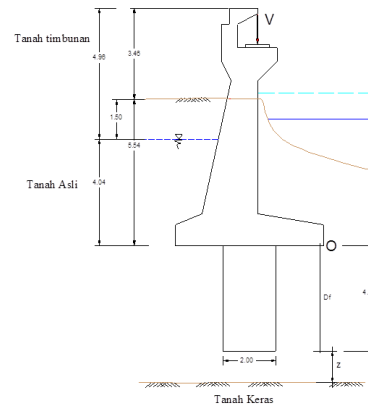 V
Tanah timbunan
4.96
3.46
1.50
5.54
Tanah Asli
4.04
O
Df
4.
2.00
z
Tanah Keras